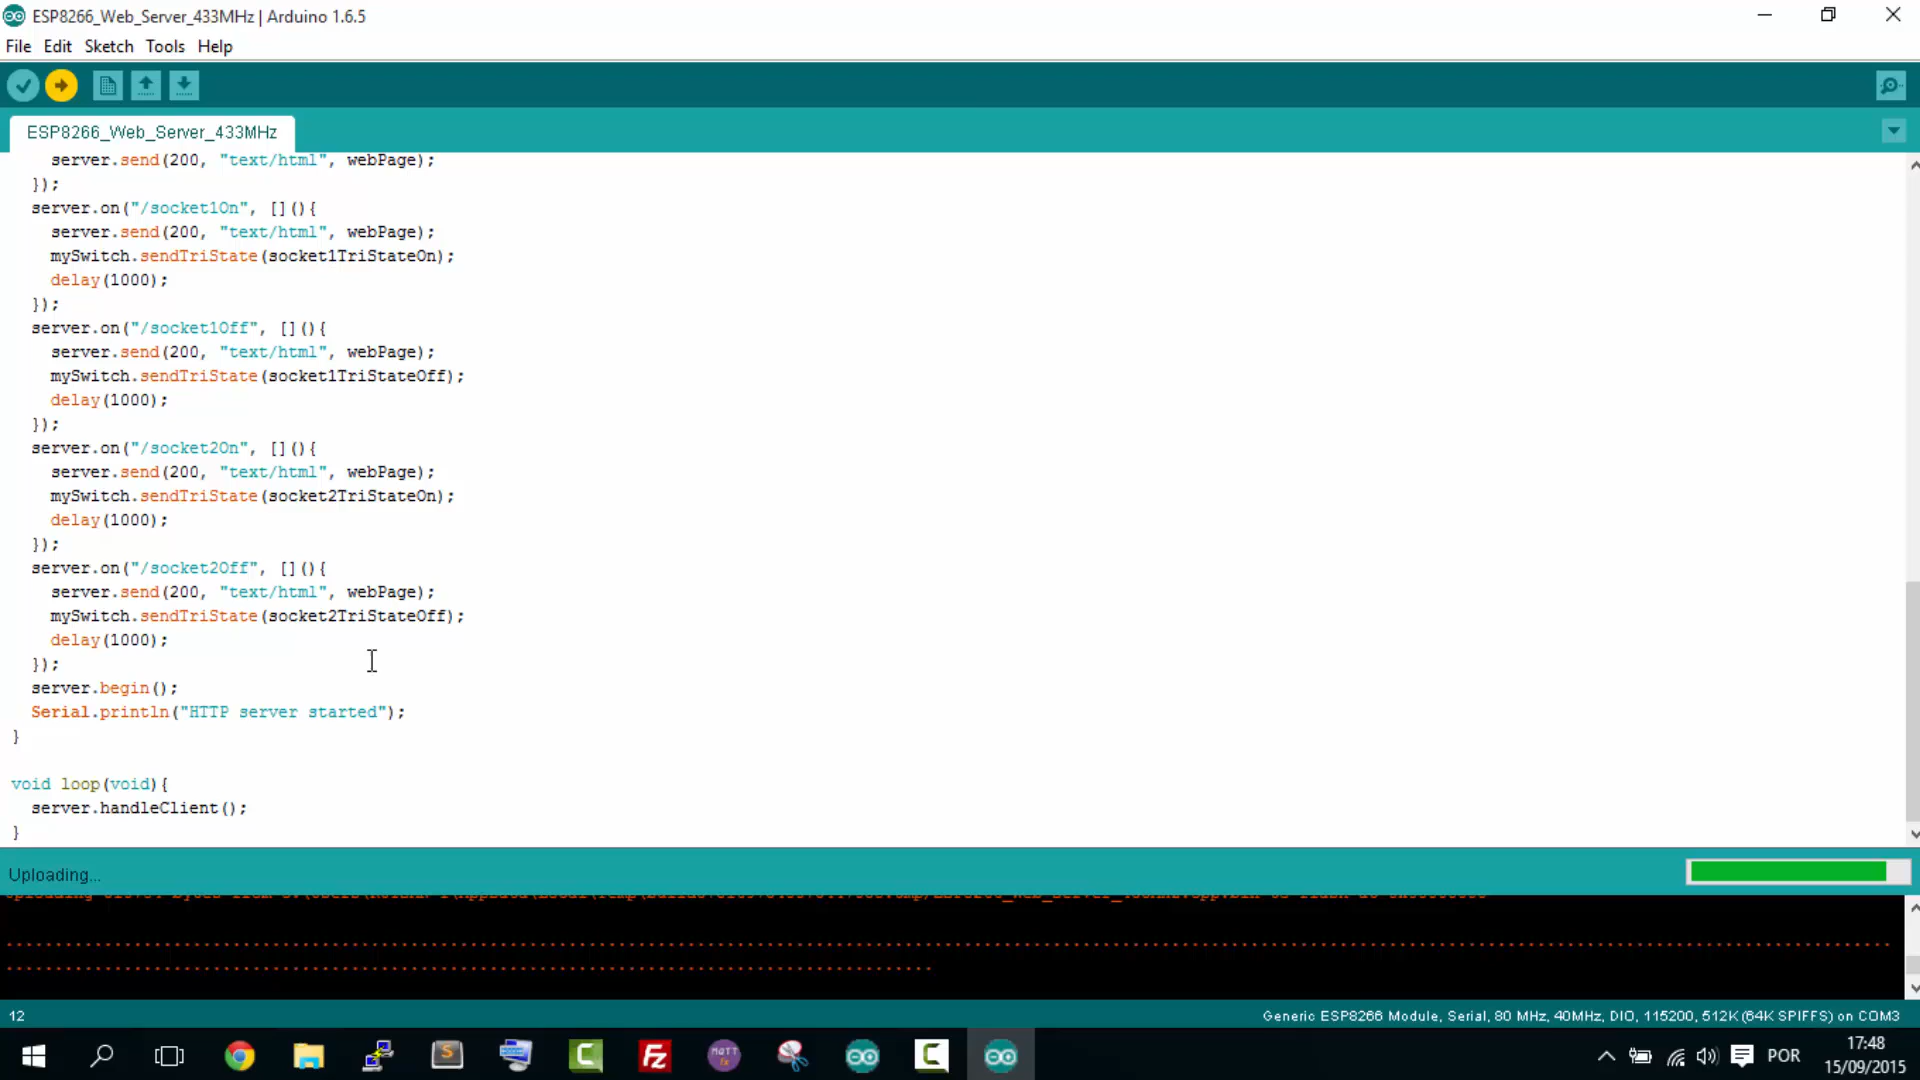 ESP8266_Web_Server_433MHz | Arduino 1.6.5
File Edit Sketch Tools Help
ESP8266_Web_Server_433MHz
server.send(200, "text/html", webPage);
});
server.on("/socket1On", [](){
server.send(200, "text/html", webPage);
mySwitch.sendTriState(socket1TriStateOn);
delay(1000);
});
server.on("/socket1Off", [](){
server.send(200, "text/html", webPage);
mySwitch.sendTriState(socket1TriStateOff);
delay(1000);
});
server.on("/socket2On", [](){
server.send(200, "text/html", webPage);
mySwitch.sendTriState(socket2TriStateOn);
delay(1000);
});
server.on("/socket2Off", [](){
server.send(200, "text/html", webPage);
mySwitch.sendTriState(socket2TriStateOff);
delay(1000);
});
server.begin();
Serial.println("HTTP server started");
}
void loop(void){
server.handleClient();
}
Uploading...
12
Generic ESP8266 Module, Serial, 80 MHz, 40MHz, DIO, 115200, 512K (64K SPIFFS) on COM3
POR
17:48
15/09/2015